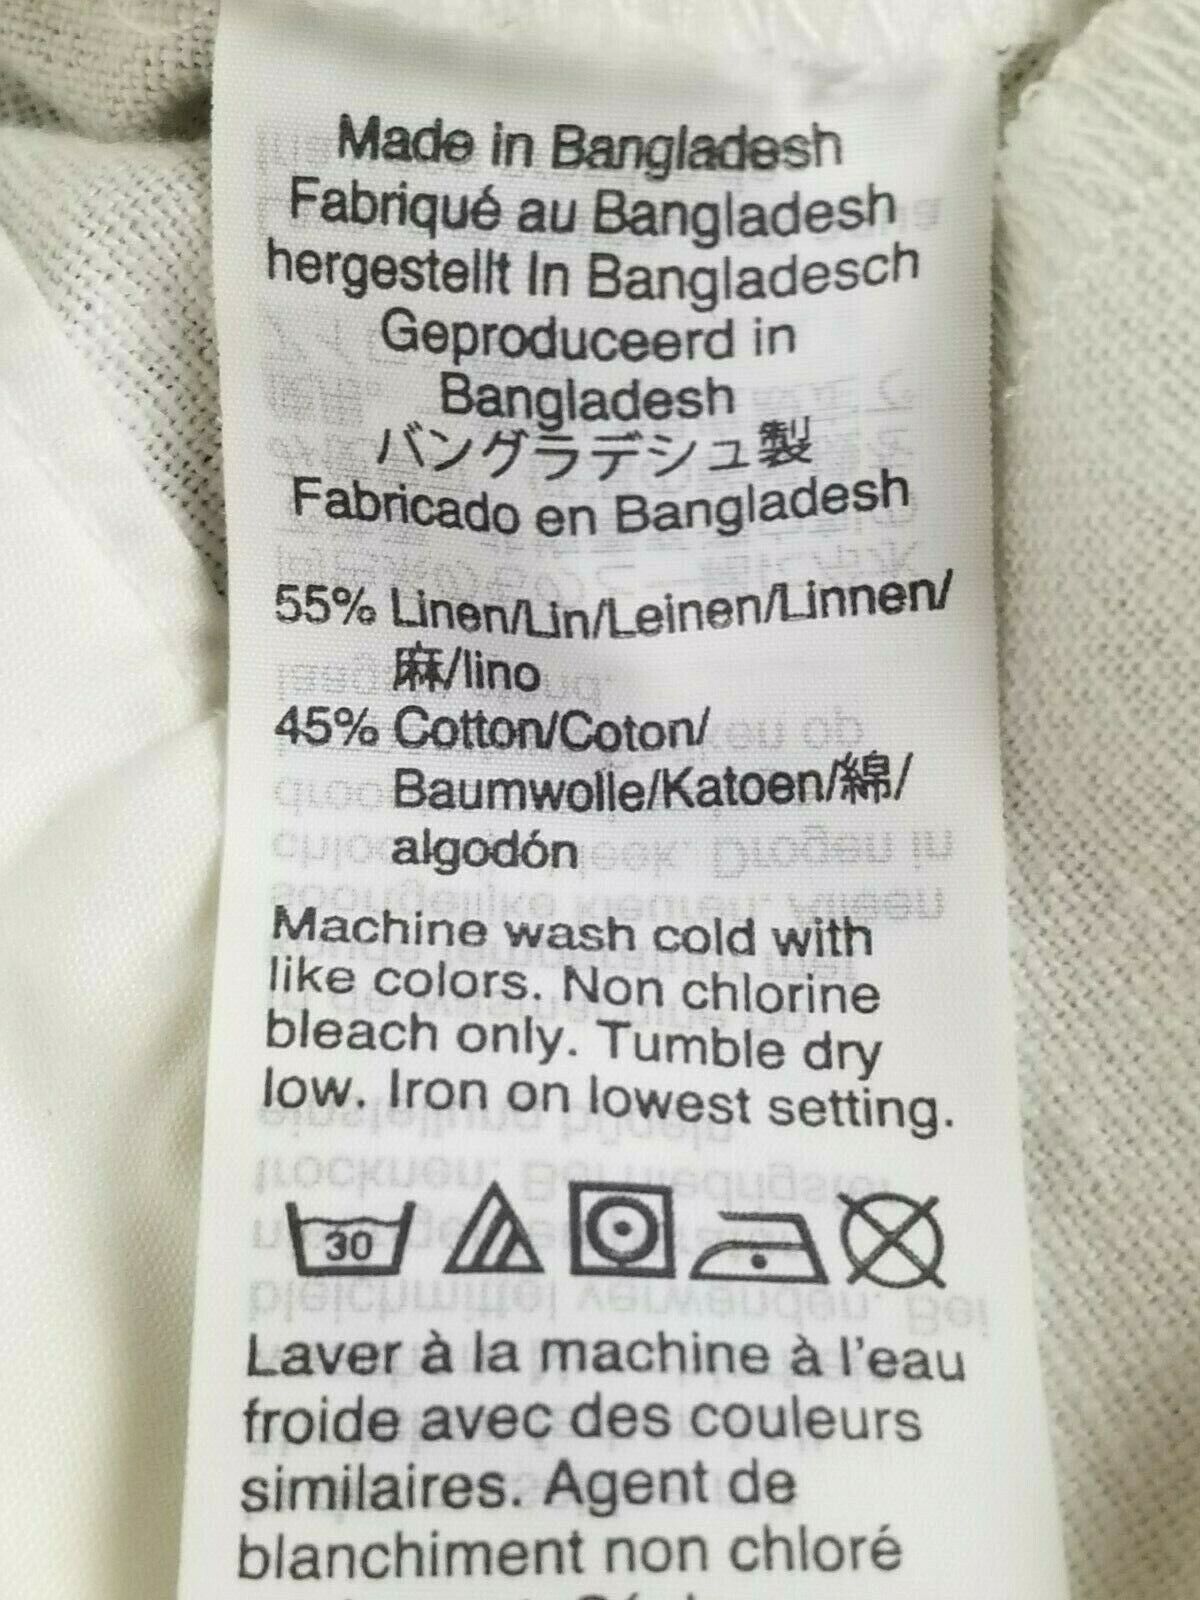 Made in Bangladesh
Fabriqué au Bangladesh
hergestellt In Bangladesch
Geproduceerd in
Bangladesh
バングラデシュ製
Fabricado en Bangladesh
55% Linen/Lin/Leinen/Linnen/
麻/lino
45% Cotton/Coton/
Baumwolle/Katoen/綿/
algodón
Machine wash cold with
like colors. Non chlorine
bleach only. Tumble dry
low. Iron on lowest setting.
30
Laver à la machine à l'eau
froide avec des couleurs
similaires. Agent de
blanchiment non chloré